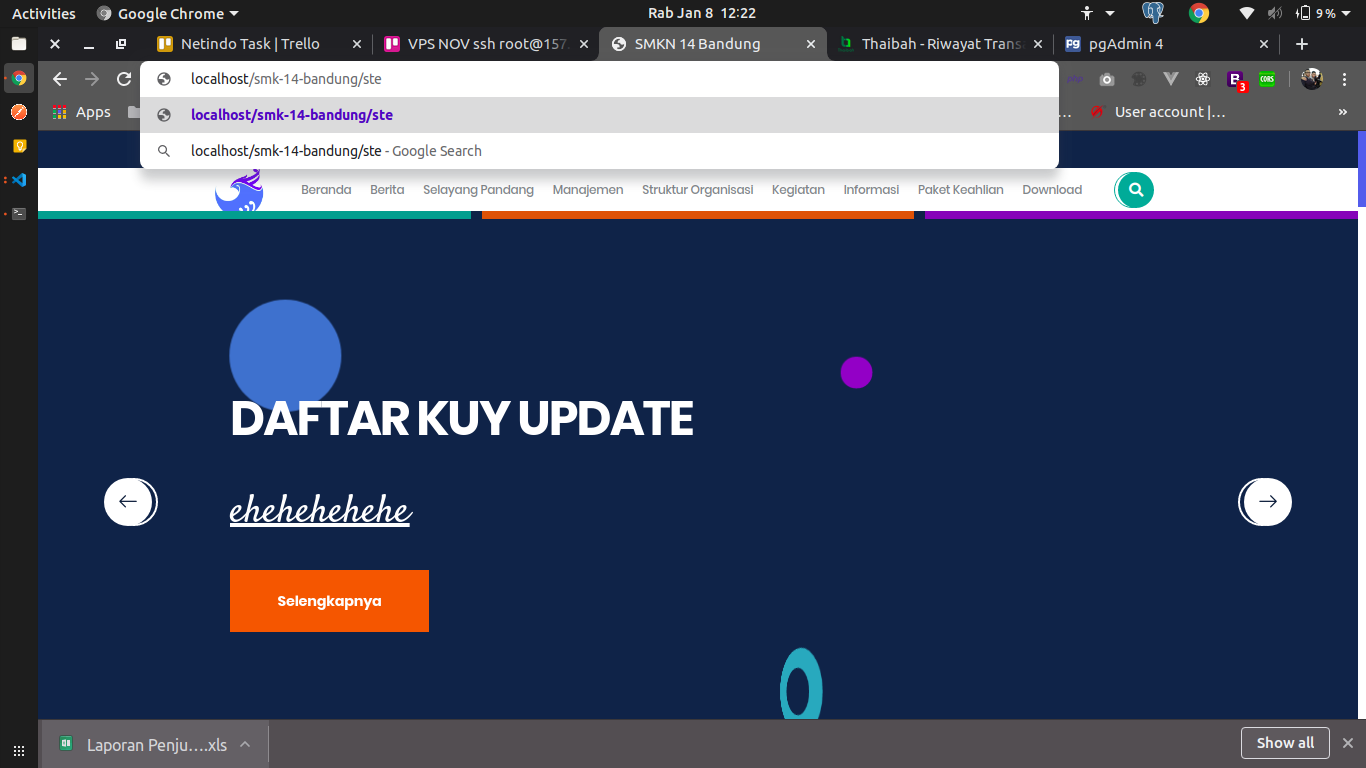 Activities Google Chrome Rab Jan 8 12:22 9 %
Netindo Task | Trello VPS NOV ssh root@157. SMKN 14 Bandung Thaibah - Riwayat Trans pgAdmin 4
localhost/smk-14-bandung/ste
php
3
CORS
localhost/smk-14-bandung/ste
Apps
... User account |... »
localhost/smk-14-bandung/ste - Google Search
Beranda Berita Selayang Pandang Manajemen Struktur Organisasi Kegiatan Informasi Paket Keahlian Download
DAFTAR KUY UPDATE
ehehehehehe
Selengkapnya
Laporan Penju....xls Show all